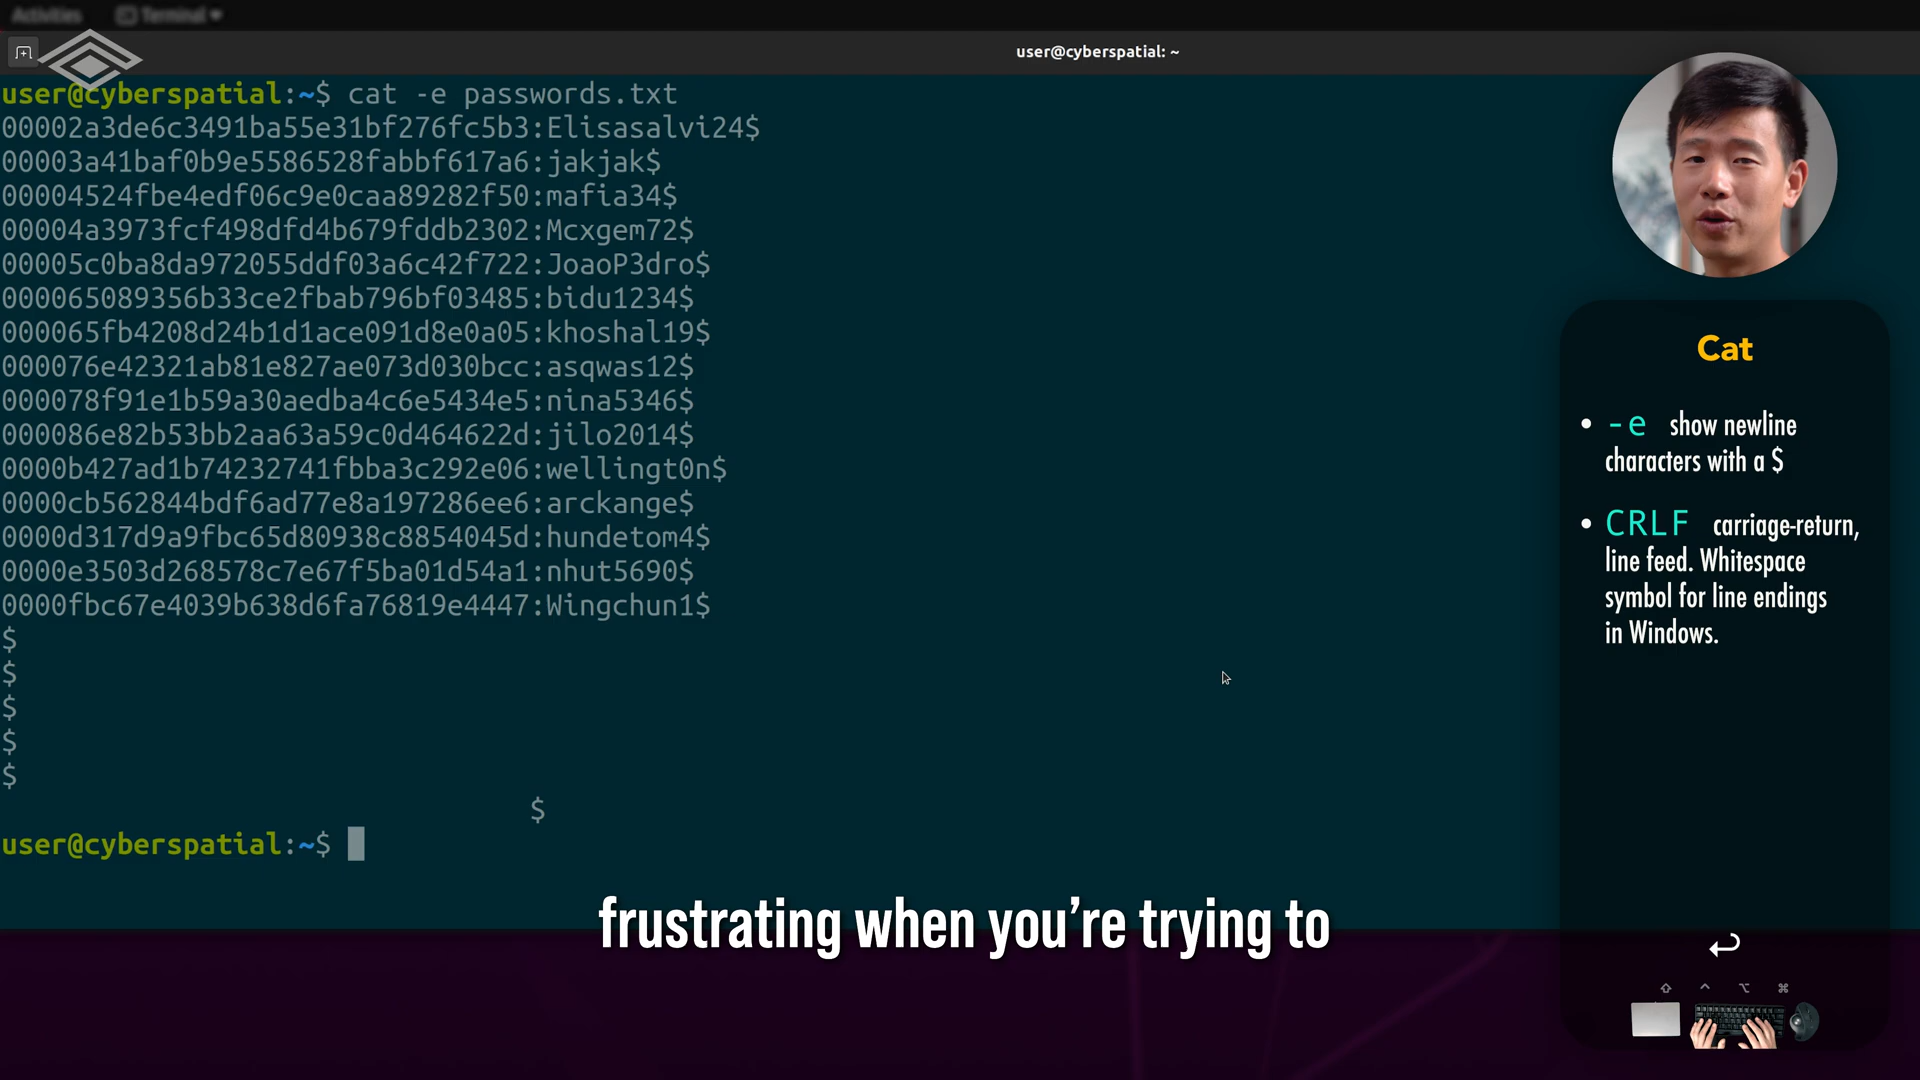 Activities
Terminal
user@cyberspatial: ~
user@cyberspatial:~$ cat -e passwords.txt
00002a3de6c3491ba55e31bf276fc5b3:Elisasalvi24$
00003a41baf0b9e5586528fabbf617a6:jakjak$
00004524fbe4edf06c9e0caa89282f50:mafia34$
00004a3973fcf498dfd4b679fddb2302:Mcxgem72$
00005c0ba8da972055ddf03a6c42f722:JoaoP3dro$
000065089356b33ce2fbab796bf03485:bidu1234$
000065fb4208d24b1d1ace091d8e0a05:khoshal19$
000076e42321ab81e827ae073d030bcc:asqwas12$
000078f91e1b59a30aedba4c6e5434e5:nina5346$
000086e82b53bb2aa63a59c0d464622d:jilo2014$
0000b427ad1b74232741fbba3c292e06:wellingt0n$
0000cb562844bdf6ad77e8a197286ee6:arckange$
0000d317d9a9fbc65d80938c8854045d:hundetom4$
0000e3503d268578c7e67f5ba01d54a1:nhut5690$
0000fbc67e4039b638d6fa76819e4447:Wingchun1$
$
$
$
$
$
$
user@cyberspatial:~$
Cat
• -e show newline
characters with a $
• CRLF carriage-return,
line feed. Whitespace
symbol for line endings
in Windows.
frustrating when you're trying to